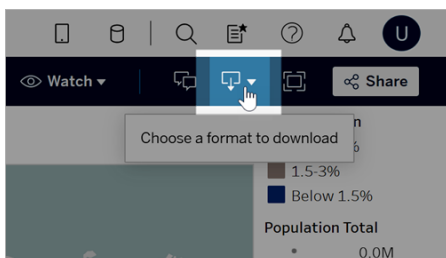 U
Watch
Share
Choose a format to download
n
%
1.5-3%
Below 1.5%
Population Total
0.0M